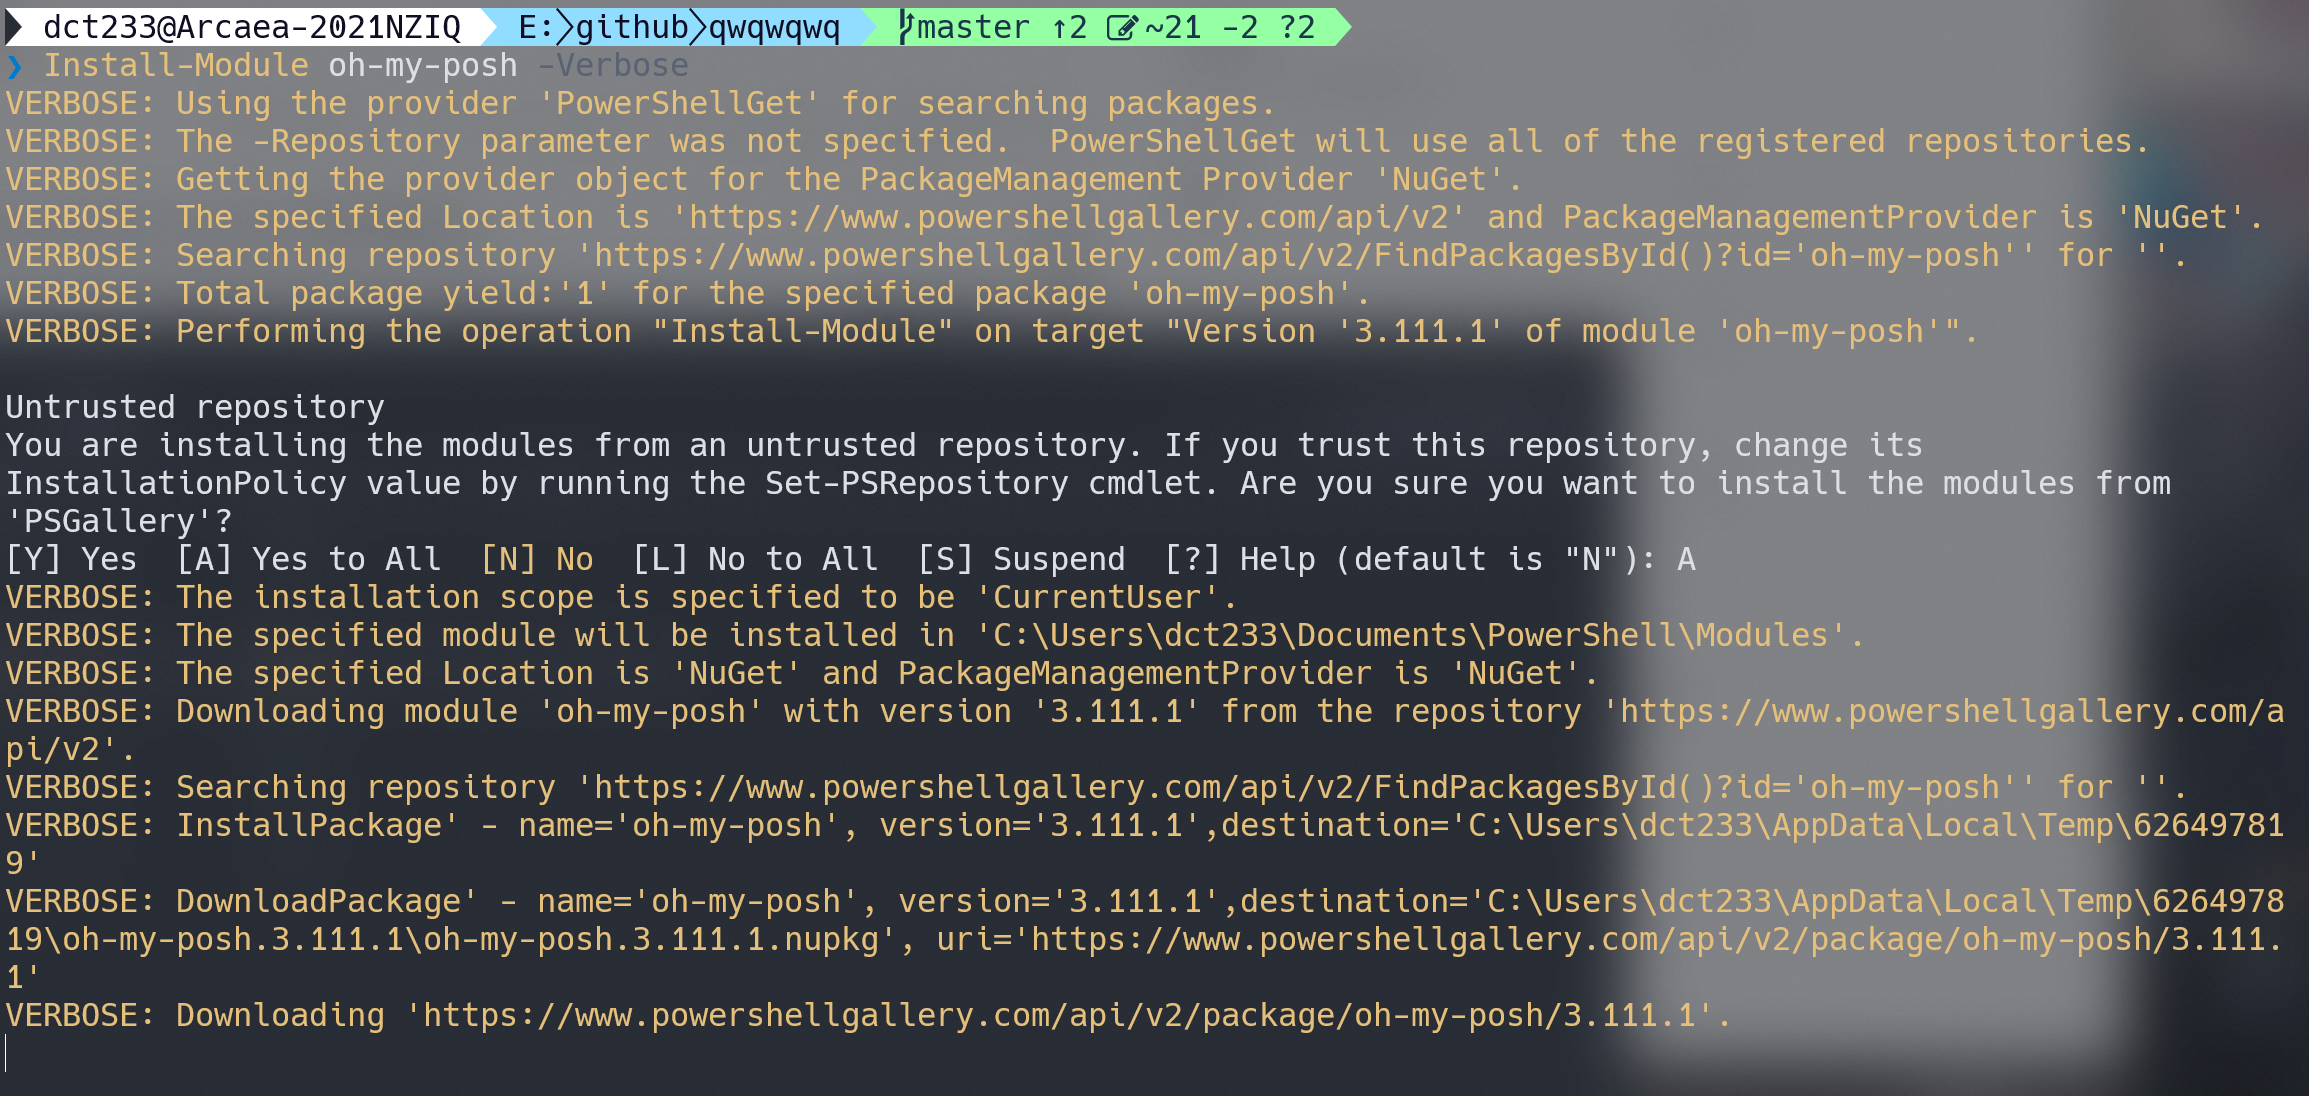 dct233@Arcaea-2021NZIQ E: github qwqwqwq master ↑2 ~21 -2 ?2
❯ Install-Module oh-my-posh -Verbose
VERBOSE: Using the provider 'PowerShellGet' for searching packages.
VERBOSE: The -Repository parameter was not specified.  PowerShellGet will use all of the registered repositories.
VERBOSE: Getting the provider object for the PackageManagement Provider 'NuGet'.
VERBOSE: The specified Location is 'https://www.powershellgallery.com/api/v2' and PackageManagementProvider is 'NuGet'.
VERBOSE: Searching repository 'https://www.powershellgallery.com/api/v2/FindPackagesById()?id='oh-my-posh'' for ''.
VERBOSE: Total package yield:'1' for the specified package 'oh-my-posh'.
VERBOSE: Performing the operation "Install-Module" on target "Version '3.111.1' of module 'oh-my-posh'".
Untrusted repository
You are installing the modules from an untrusted repository. If you trust this repository, change its
InstallationPolicy value by running the Set-PSRepository cmdlet. Are you sure you want to install the modules from
'PSGallery'?
[Y] Yes  [A] Yes to All  [N] No  [L] No to All  [S] Suspend  [?] Help (default is "N"): A
VERBOSE: The installation scope is specified to be 'CurrentUser'.
VERBOSE: The specified module will be installed in 'C:\Users\dct233\Documents\PowerShell\Modules'.
VERBOSE: The specified Location is 'NuGet' and PackageManagementProvider is 'NuGet'.
VERBOSE: Downloading module 'oh-my-posh' with version '3.111.1' from the repository 'https://www.powershellgallery.com/a
pi/v2'.
VERBOSE: Searching repository 'https://www.powershellgallery.com/api/v2/FindPackagesById()?id='oh-my-posh'' for ''.
VERBOSE: InstallPackage' - name='oh-my-posh', version='3.111.1',destination='C:\Users\dct233\AppData\Local\Temp\62649781
9'
VERBOSE: DownloadPackage' - name='oh-my-posh', version='3.111.1',destination='C:\Users\dct233\AppData\Local\Temp\6264978
19\oh-my-posh.3.111.1\oh-my-posh.3.111.1.nupkg', uri='https://www.powershellgallery.com/api/v2/package/oh-my-posh/3.111.
1'
VERBOSE: Downloading 'https://www.powershellgallery.com/api/v2/package/oh-my-posh/3.111.1'.